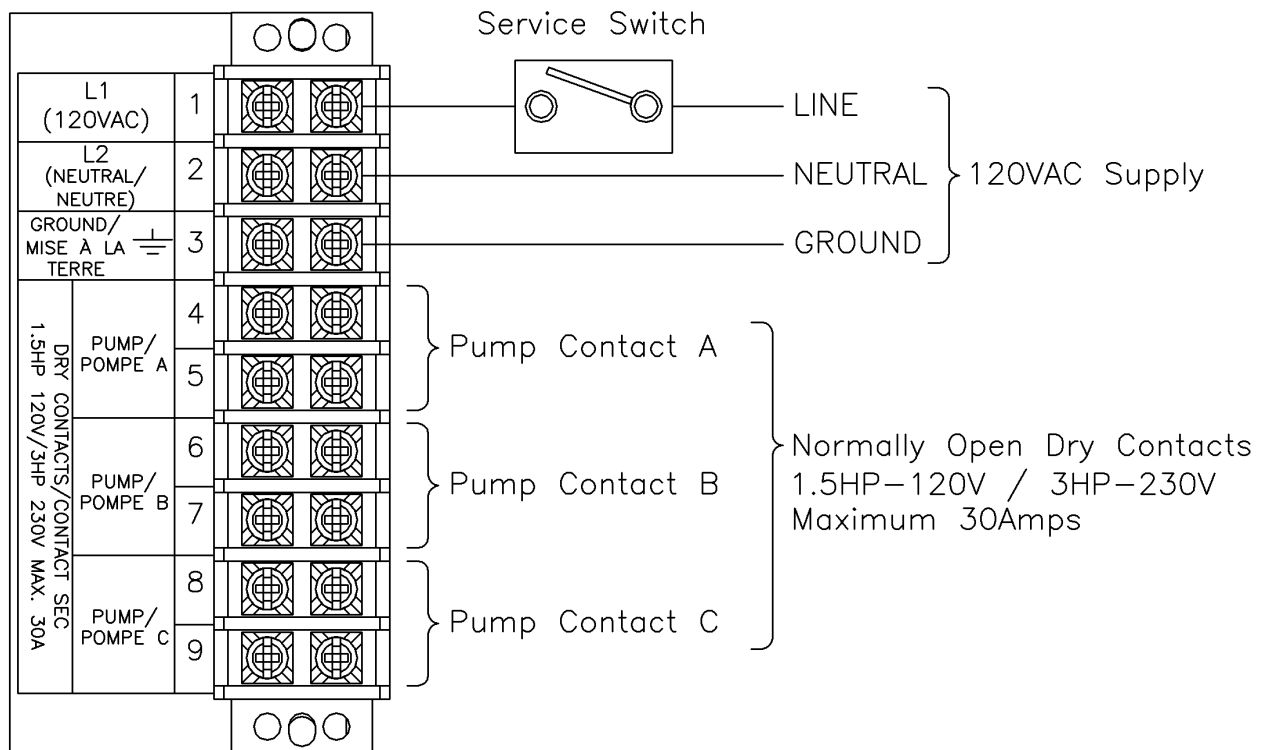 Service Switch
L1
(120VAC)
1
LINE
L2
(NEUTRAL/
NEUTRE)
2
NEUTRAL
120VAC Supply
GROUND/
MISE À LA
TERRE
3
GROUND
DRY CONTACTS/CONTACT SEC
1.5HP 120V/3HP 230V MAX. 30A
PUMP/
POMPE A
4
5
Pump Contact A
PUMP/
POMPE B
6
7
Pump Contact B
PUMP/
POMPE C
8
9
Pump Contact C
Normally Open Dry Contacts
1.5HP-120V / 3HP-230V
Maximum 30Amps